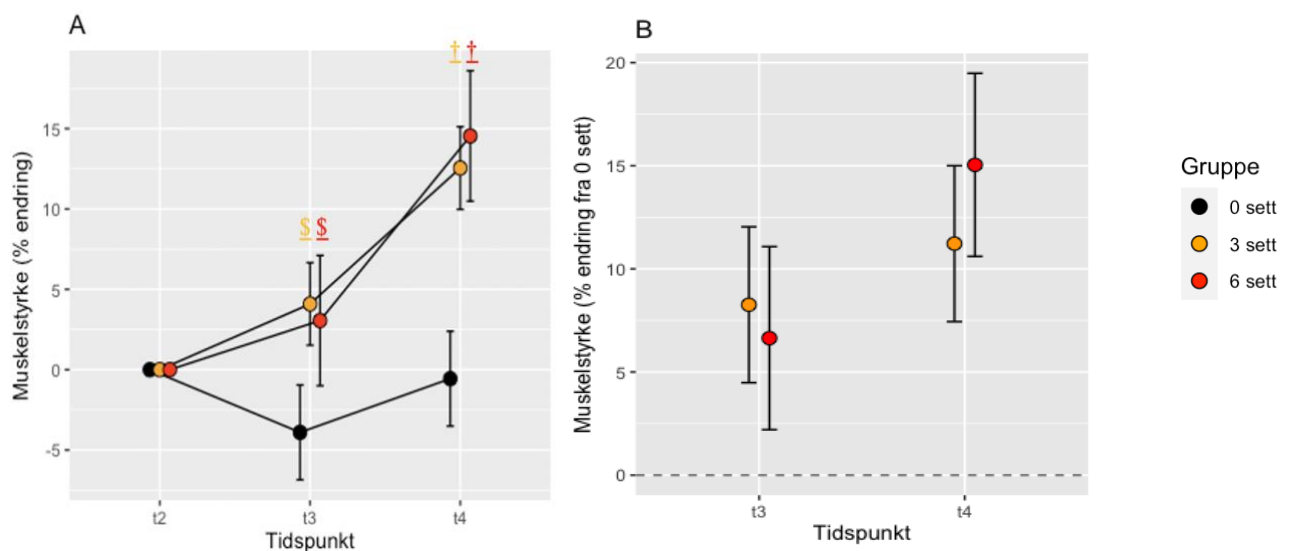 A
Muskelstyrke (% endring)
15
10
5
0
-5
$ $
† †
t2 t3 t4
Tidspunkt
B
Muskelstyrke (% endring fra 0 sett)
20
15
10
5
0
t3 t4
Tidspunkt
Gruppe
0 sett
3 sett
6 sett